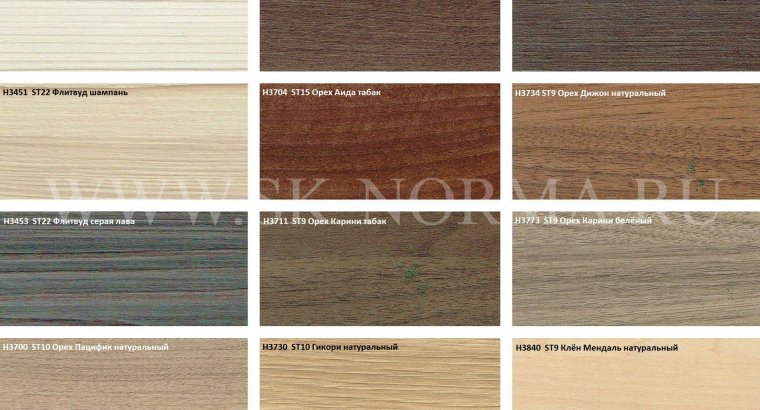 H3451 ST22 Флитвуд шампань
H3704 ST15 Орех Аида табак
H3734 ST9 Орех Дижон натуральный
WWW.SK-NORMA.RU
H3453 ST22 Флитвуд серая лава
H3711 ST9 Орех Карини табак
H3773 ST9 Орех Карини белёный
H3700 ST10 Орех Пацифик натуральный
H3730 ST10 Гикори натуральный
H3840 ST9 Клён Мендаль натуральный